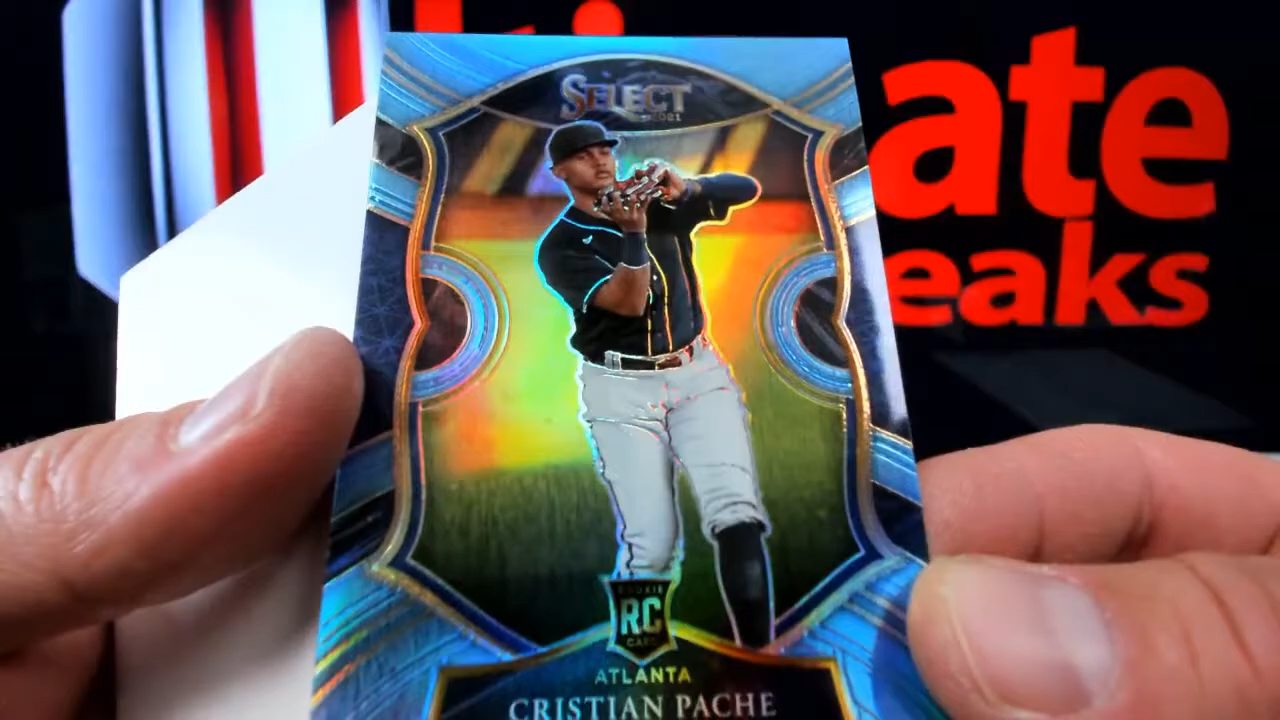 ate
eaks
SELECT
2021
ROOKIE
RC
CARD
ATLANTA
CRISTIAN PACHE